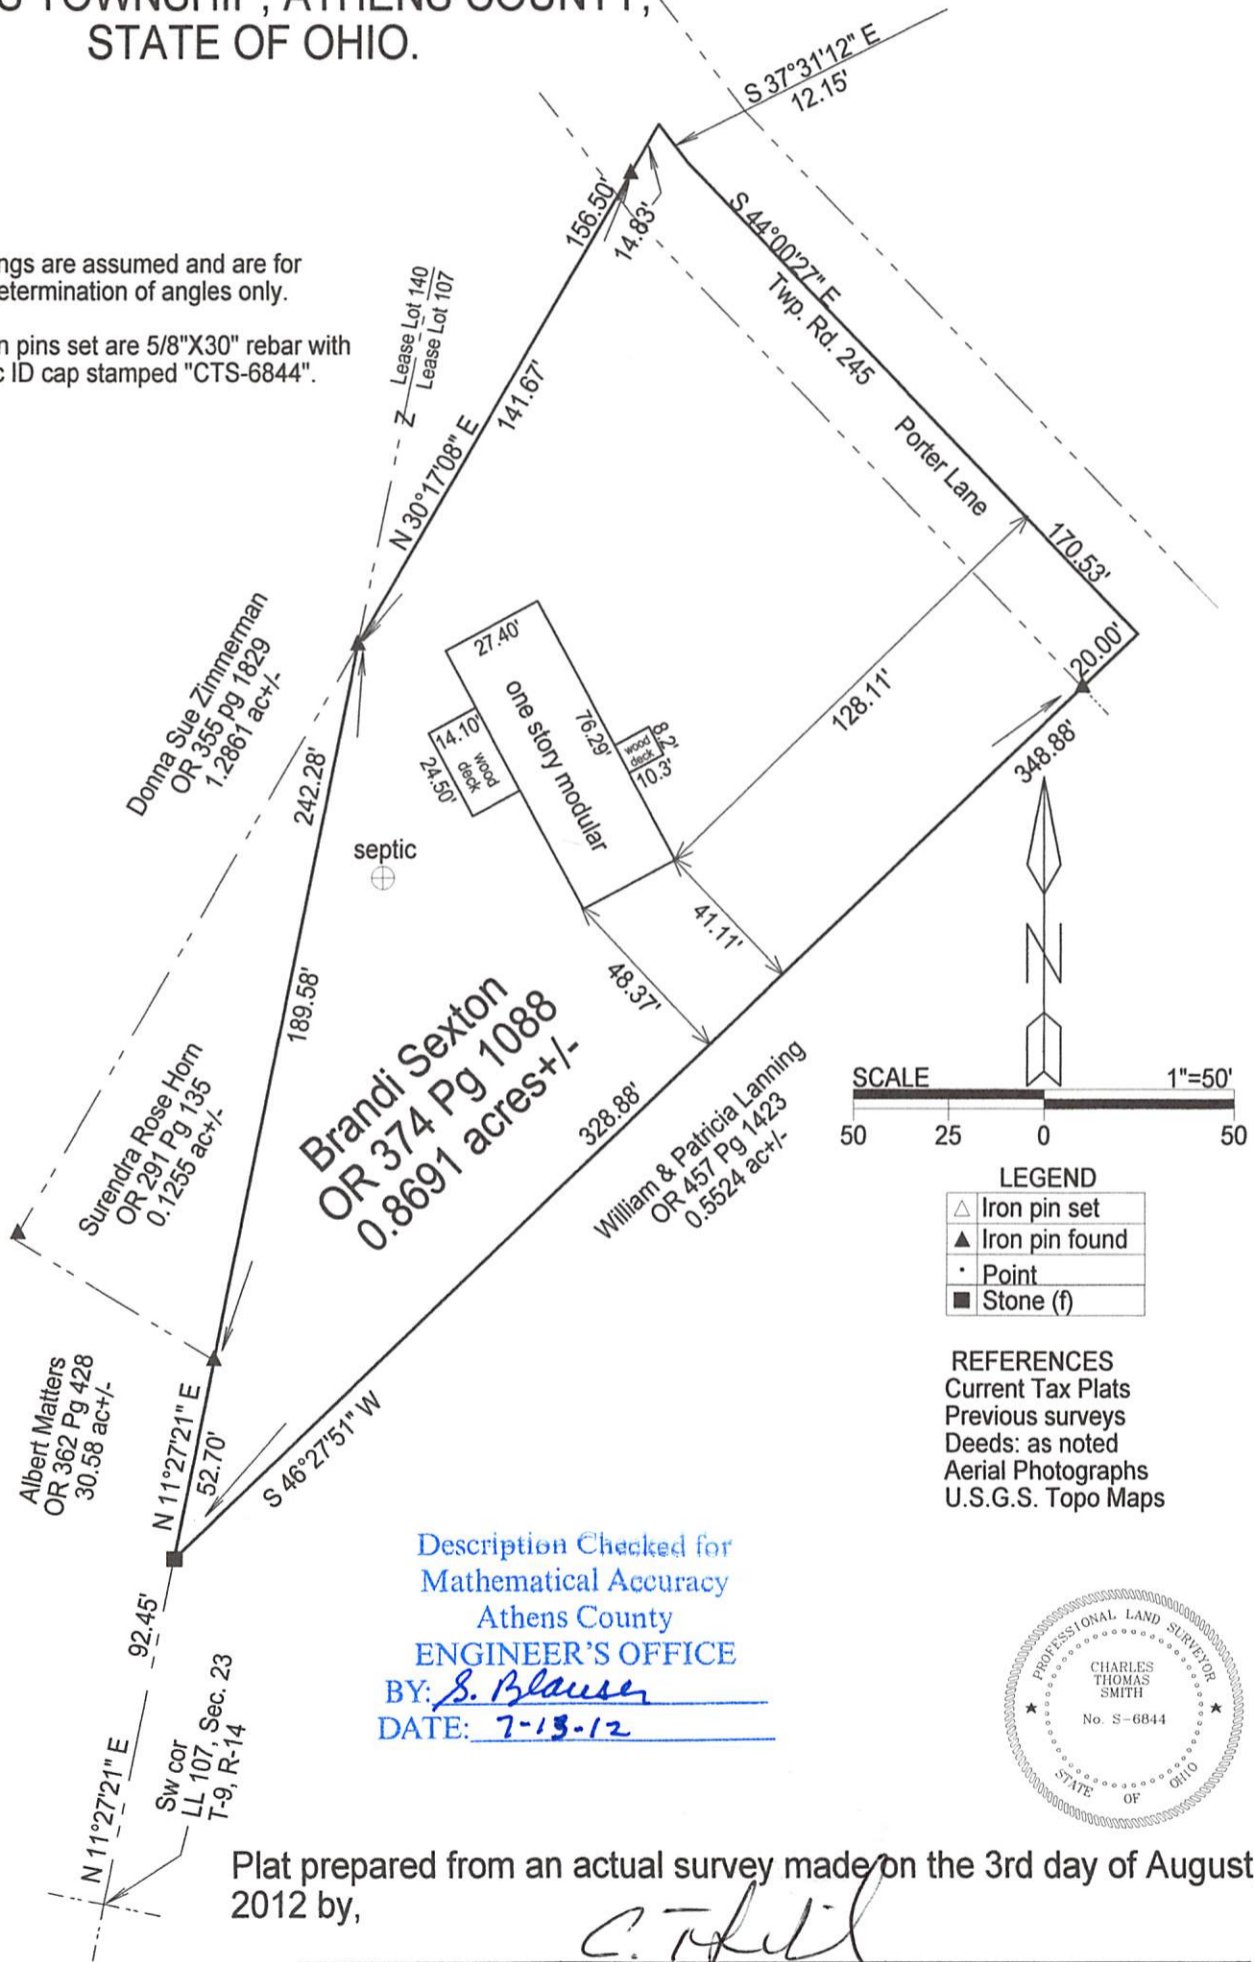 TOWNSHIP, ATHENS COUNTY,
STATE OF OHIO.
S 37°31'12" E
12.15'
ngs are assumed and are for
etermination of angles only.
n pins set are 5/8"X30" rebar with
c ID cap stamped "CTS-6844".
156.50'
14.83'
S 44°00'27" E
Twp. Rd. 245
Porter Lane
170.53'
20.00'
Lease Lot 140
Lease Lot 107
Z
141.67'
N 30°17'08" E
Donna Sue Zimmerman
OR 355 pg 1829
1.2861 ac+/-
27.40'
one story modular
76.29'
14.10'
wood
deck
24.50'
wood
deck
8.2'
10.3'
128.11'
348.88'
242.28'
septic
41.11'
48.37'
189.58'
Brandi Sexton
OR 374 Pg 1088
0.8691 acres+/-
328.88'
William & Patricia Lanning
OR 457 Pg 1423
0.5524 ac+/-
Surendra Rose Horn
OR 291 Pg 135
0.1255 ac+/-
N
SCALE 1"=50'
50 25 0 50
LEGEND
Iron pin set
Iron pin found
Point
Stone (f)
REFERENCES
Current Tax Plats
Previous surveys
Deeds: as noted
Aerial Photographs
U.S.G.S. Topo Maps
Albert Matters
OR 362 Pg 428
30.58 ac+/-
N 11°27'21" E
52.70'
S 46°27'51" W
Description Checked for
Mathematical Accuracy
Athens County
ENGINEER'S OFFICE
BY: S. Blauser
DATE: 7-13-12
92.45'
N 11°27'21" E
Sw cor
LL 107, Sec. 23
T-9, R-14
PROFESSIONAL LAND SURVEYOR
CHARLES
THOMAS
SMITH
No. S-6844
STATE OF OHIO
Plat prepared from an actual survey made on the 3rd day of August
2012 by,